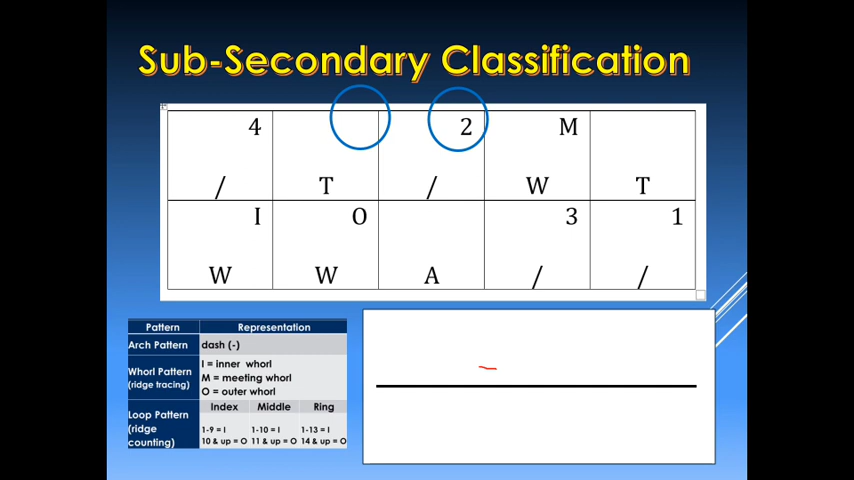 Sub-Secondary Classification
4 2 M
/ T / W T
I O 3 1
W W A / /
Pattern Representation
Arch Pattern dash (-)
Whorl Pattern (ridge tracing)
I = inner whorl
M = meeting whorl
O = outer whorl
Loop Pattern (ridge counting)
Index Middle Ring
1-9 = I 1-10 = I 1-13 = I
10 & up = O 11 & up = O 14 & up = O
-